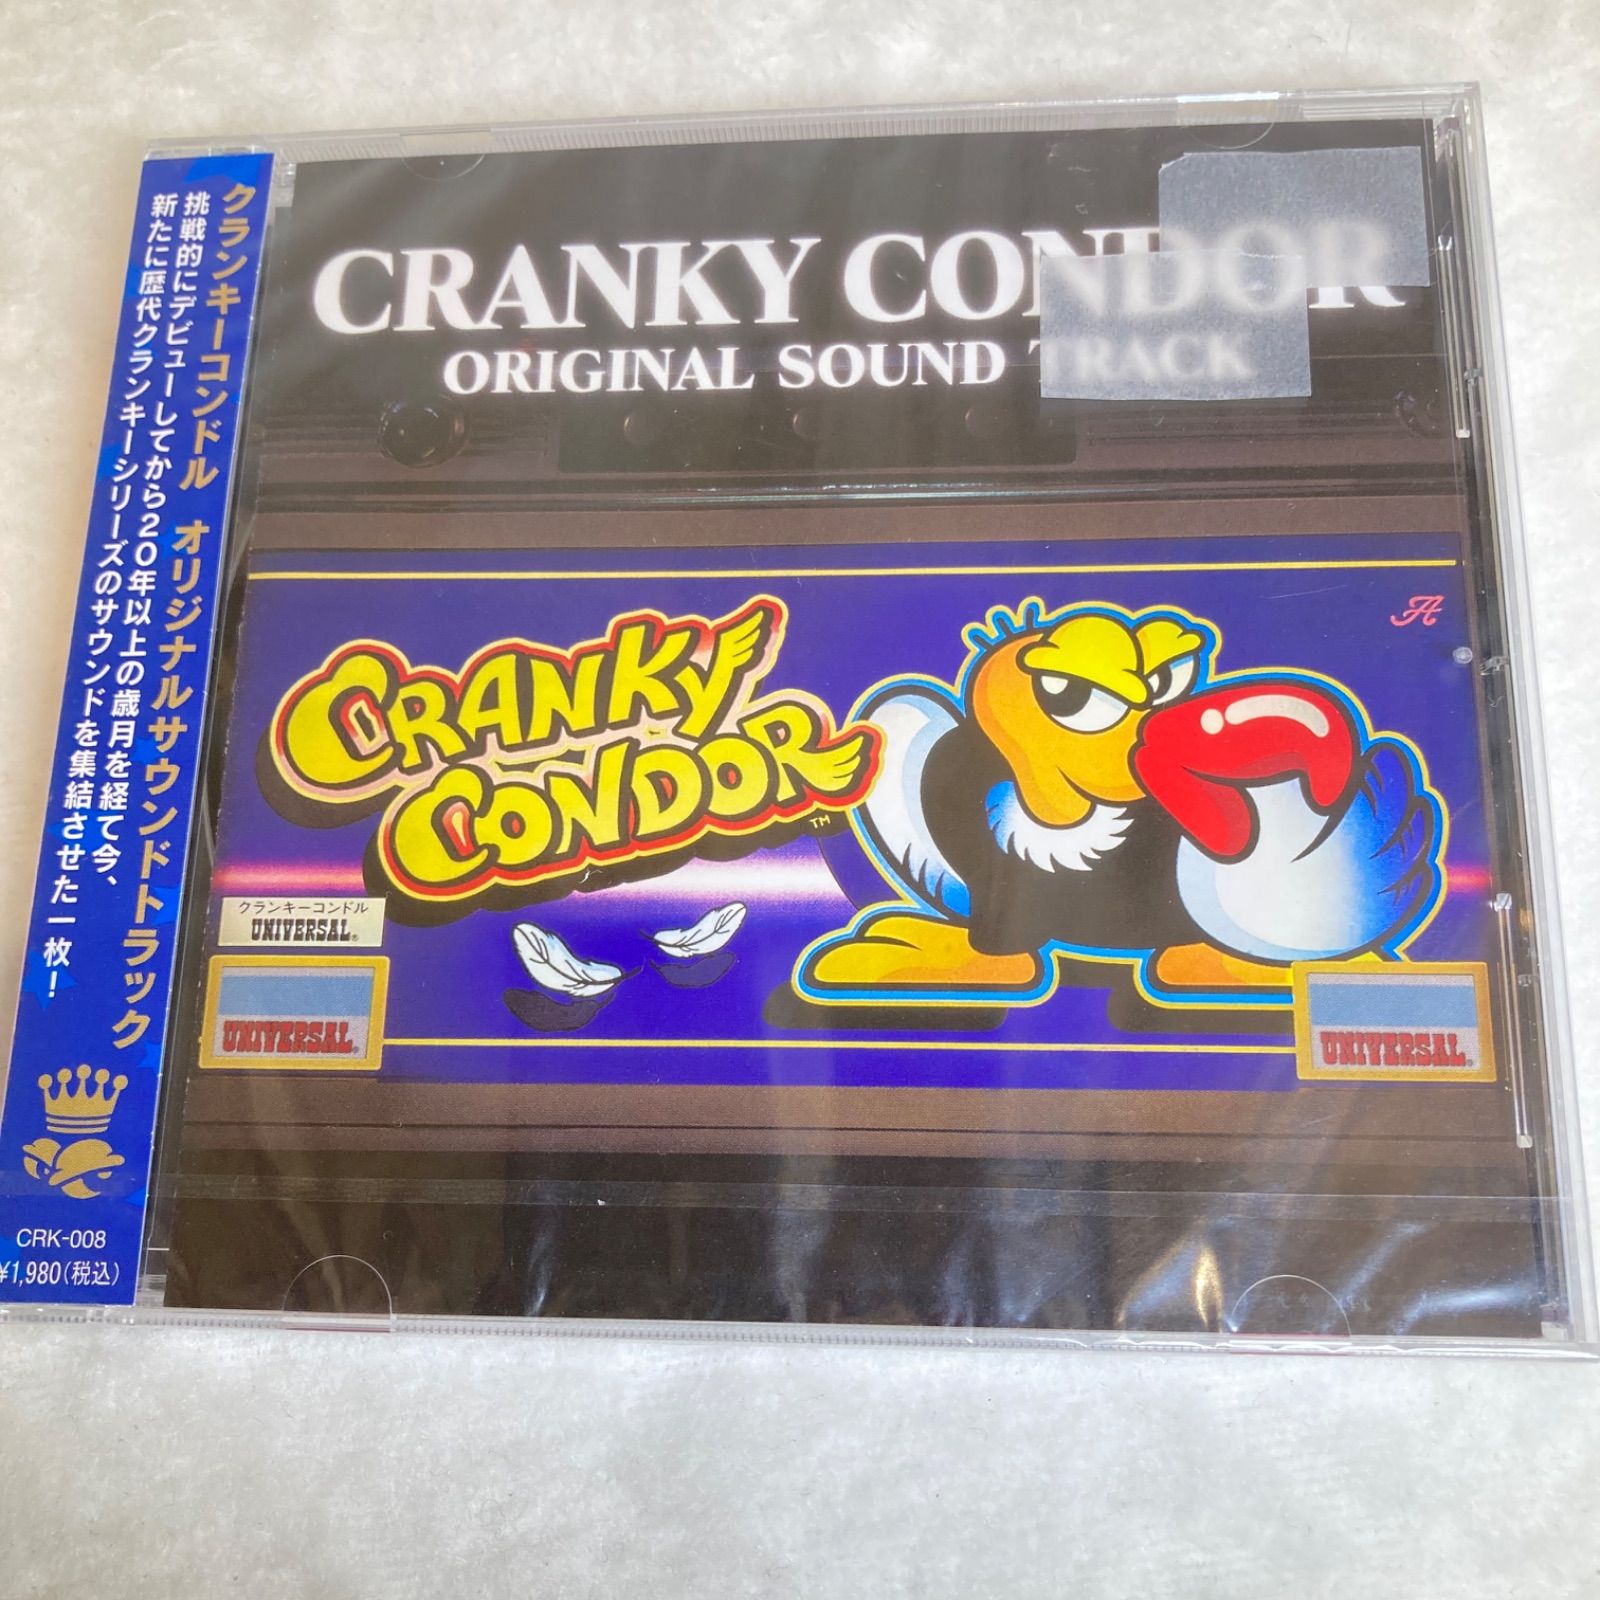 クランキーコンドル オリジナルサウンドトラック
挑戦的にデビューしてから20年以上の歳月を経て今、
新たに歴代クランキーシリーズのサウンドを集結させた一枚!
CRK-008
¥1,980(税込)
CRANKY CONDOR
ORIGINAL SOUND TRACK
CRANKY
CONDOR
TM
クランキーコンドル
UNIVERSAL®
UNIVERSAL®
UNIVERSAL®